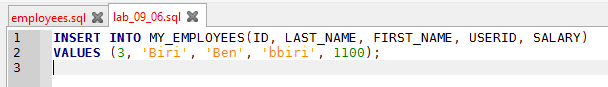 employees.sql lab_09_06.sql
1 INSERT INTO MY_EMPLOYEES(ID, LAST_NAME, FIRST_NAME, USERID, SALARY)
2 VALUES (3, 'Biri', 'Ben', 'bbiri', 1100);
3